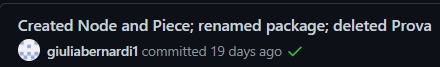 Created Node and Piece; renamed package; deleted Prova
giuliabernardi1 committed 19 days ago